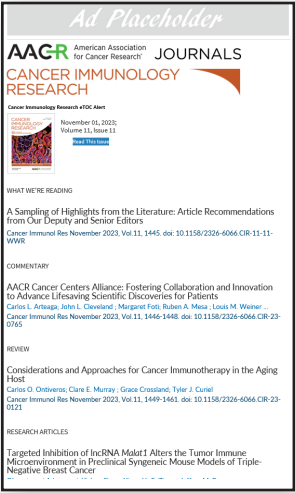 Ad Placeholder
AACR American Association for Cancer Research® JOURNALS
CANCER IMMUNOLOGY
RESEARCH
Cancer Immunology Research eTOC Alert
November 01, 2023;
Volume 11, Issue 11
Read This Issue
WHAT WE'RE READING
A Sampling of Highlights from the Literature: Article Recommendations
from Our Deputy and Senior Editors
Cancer Immunol Res November 2023, Vol.11, 1445. doi: 10.1158/2326-6066.CIR-11-11-
WWR
COMMENTARY
AACR Cancer Centers Alliance: Fostering Collaboration and Innovation
to Advance Lifesaving Scientific Discoveries for Patients
Carlos L. Arteaga; John L. Cleveland ; Margaret Foti; Ruben A. Mesa ; Louis M. Weiner ...
Cancer Immunol Res November 2023, Vol.11, 1446-1448. doi: 10.1158/2326-6066.CIR-23-
0765
REVIEW
Considerations and Approaches for Cancer Immunotherapy in the Aging
Host
Carlos O. Ontiveros; Clare E. Murray ; Grace Crossland; Tyler J. Curiel
Cancer Immunol Res November 2023, Vol.11, 1449-1461. doi: 10.1158/2326-6066.CIR-23-
0121
RESEARCH ARTICLES
Targeted Inhibition of lncRNA Malat1 Alters the Tumor Immune
Microenvironment in Preclinical Syngeneic Mouse Models of Triple-
Negative Breast Cancer